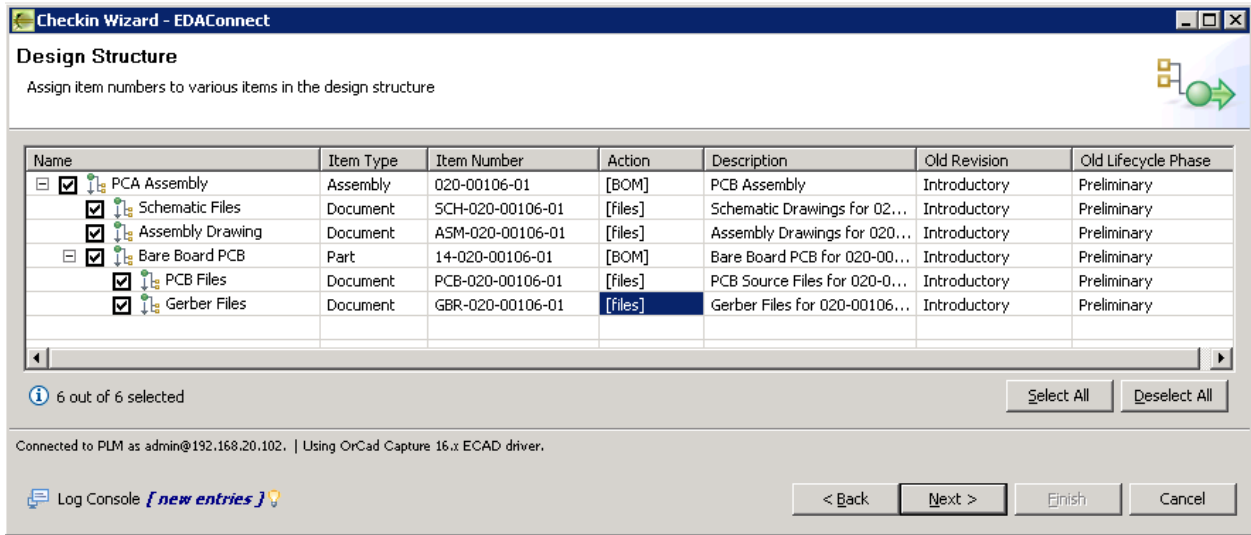 Checkin Wizard - EDAConnect
Design Structure
Assign item numbers to various items in the design structure
Name Item Type Item Number Action Description Old Revision Old Lifecycle Phase
PCA Assembly Assembly 020-00106-01 [BOM] PCB Assembly Introductory Preliminary
Schematic Files Document SCH-020-00106-01 [files] Schematic Drawings for 02... Introductory Preliminary
Assembly Drawing Document ASM-020-00106-01 [files] Assembly Drawings for 020... Introductory Preliminary
Bare Board PCB Part 14-020-00106-01 [BOM] Bare Board PCB for 020-00... Introductory Preliminary
PCB Files Document PCB-020-00106-01 [files] PCB Source Files for 020-0... Introductory Preliminary
Gerber Files Document GBR-020-00106-01 [files] Gerber Files for 020-00106... Introductory Preliminary
6 out of 6 selected Select All Deselect All
Connected to PLM as admin@192.168.20.102. | Using OrCad Capture 16.x ECAD driver.
Log Console [ new entries ] < Back Next > Finish Cancel